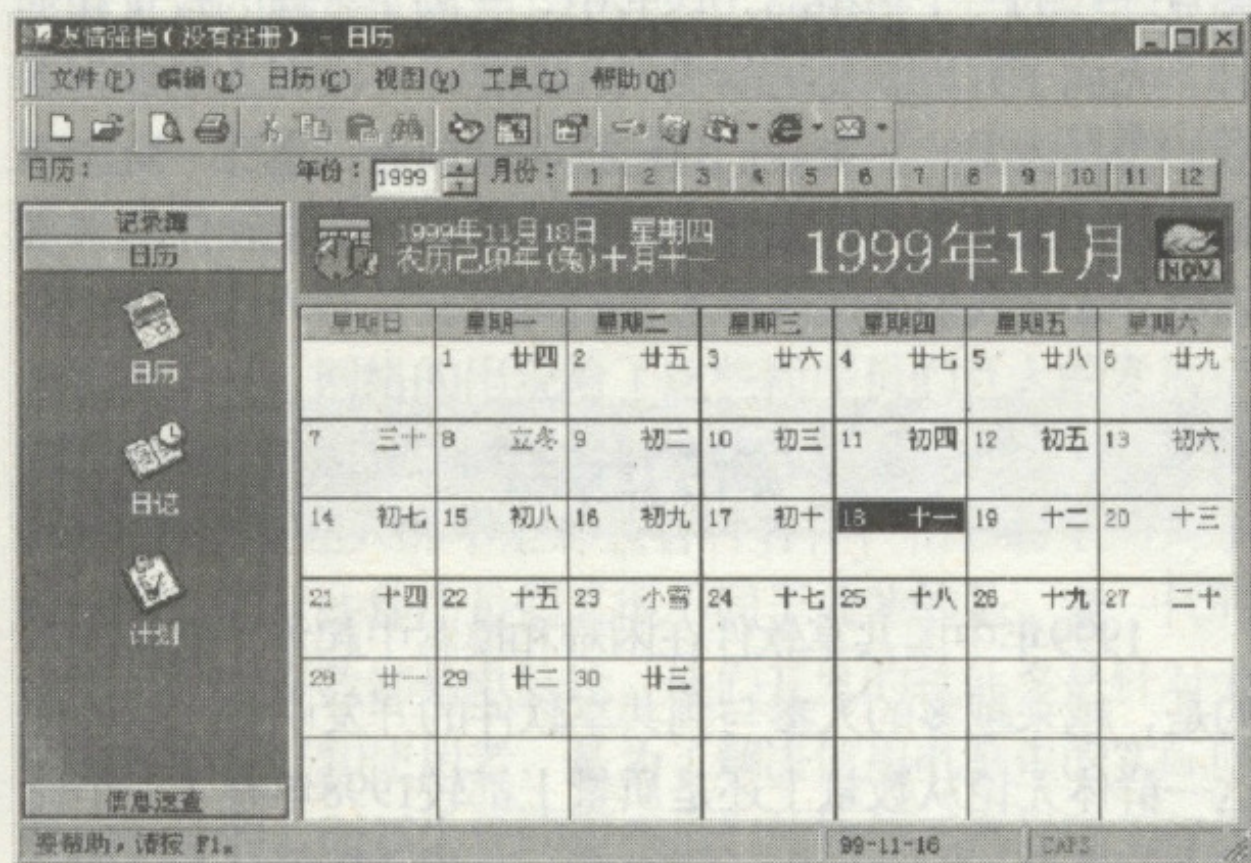 友情强档(没有注册) - 日历
文件(F) 编辑(E) 日历(C) 视图(V) 工具(T) 帮助(H)
日历: 年份: 1999 月份: 1 2 3 4 5 6 7 8 9 10 11 12
记录簿
日历
日历
日记
计划
信息速查
1999年11月18日 星期四
农历己卯年(兔)十月十一
1999年11月
NOV
星期日 星期一 星期二 星期三 星期四 星期五 星期六
1 廿四 2 廿五 3 廿六 4 廿七 5 廿八 6 廿九
7 三十 8 立冬 9 初二 10 初三 11 初四 12 初五 13 初六
14 初七 15 初八 16 初九 17 初十 18 十一 19 十二 20 十三
21 十四 22 十五 23 小雪 24 十七 25 十八 26 十九 27 二十
28 廿一 29 廿二 30 廿三
要帮助,请按 F1。 99-11-16 CAPS